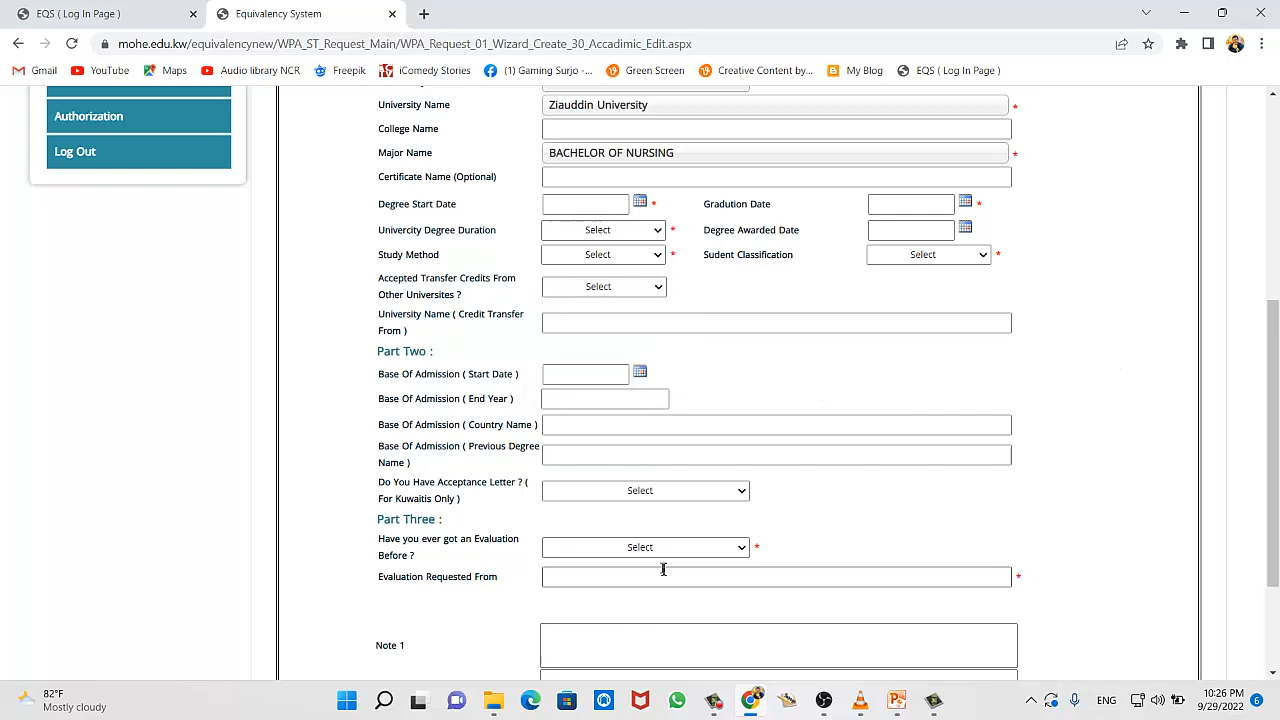 EQS ( Log In Page )
Equivalency System
mohe.edu.kw/equivalencynew/WPA_ST_Request_Main/WPA_Request_01_Wizard_Create_30_Accadimic_Edit.aspx
Gmail YouTube Maps Audio library NCR Freepik iComedy Stories (1) Gaming Surjo -... Green Screen Creative Content by... My Blog EQS ( Log In Page )
Authorization
Log Out
University Name Ziauddin University *
College Name
Major Name BACHELOR OF NURSING *
Certificate Name (Optional)
Degree Start Date * Gradution Date *
Univercity Degree Duration Select * Degree Awarded Date
Study Method Select * Sudent Classification Select *
Accepted Transfer Credits From
Other Universites ? Select
University Name ( Credit Transfer
From )
Part Two :
Base Of Admission ( Start Date )
Base Of Admission ( End Year )
Base Of Admission ( Country Name )
Base Of Admission ( Previous Degree
Name )
Do You Have Acceptance Letter ? (
For Kuwaitis Only ) Select
Part Three :
Have you ever got an Evaluation
Before ? Select *
Evaluation Requested From *
Note 1
82°F
Mostly cloudy
ENG
10:26 PM
9/29/2022
6